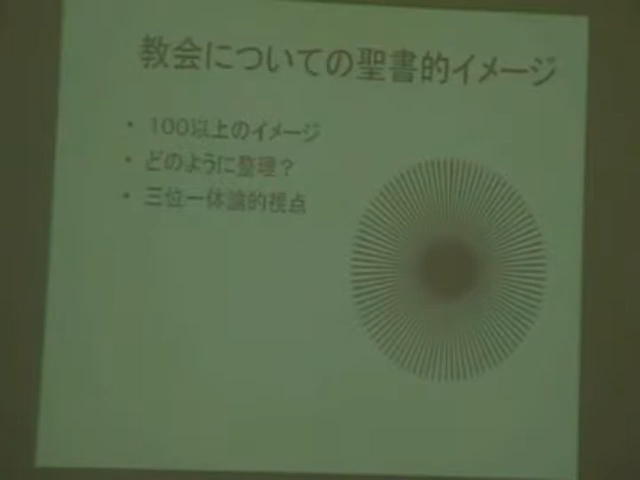 教会についての聖書的イメージ
• 100以上のイメージ
• どのように整理？
• 三位一体論的視点